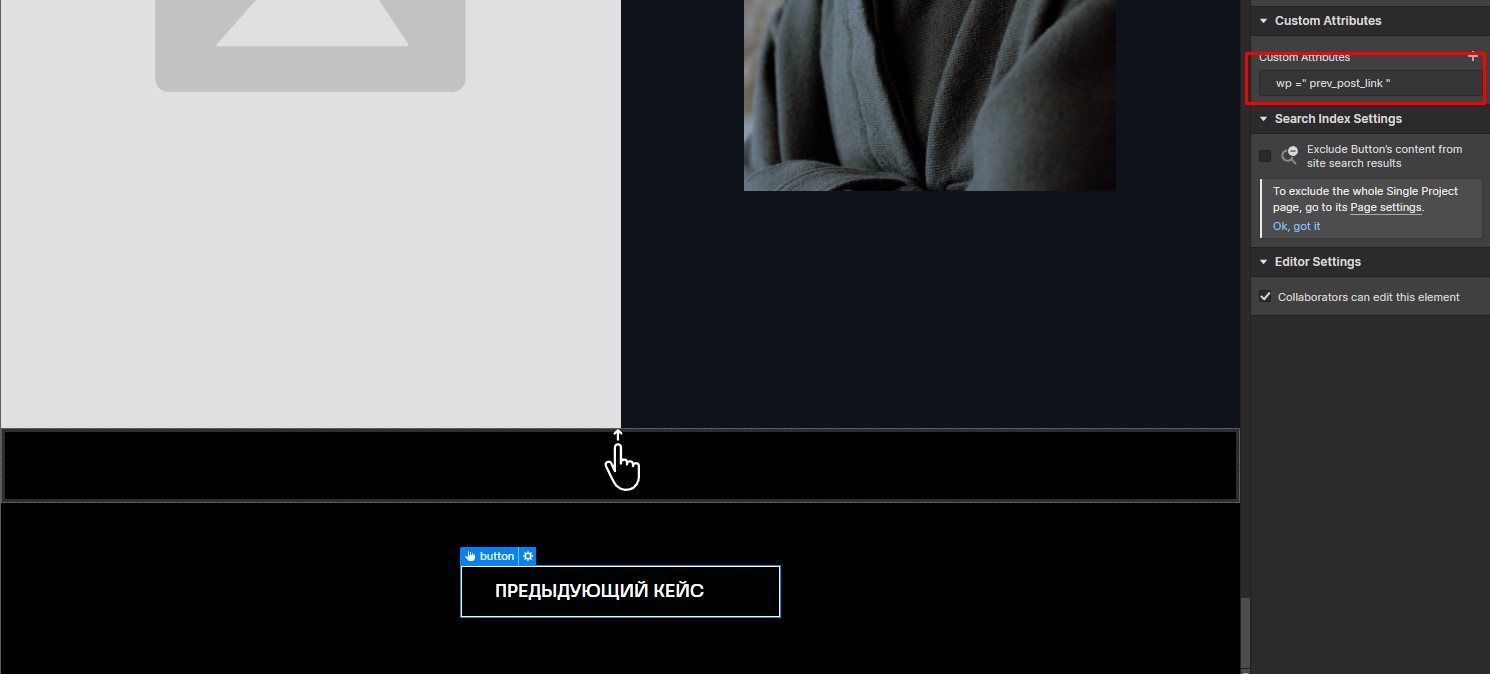 Custom Attributes
Custom Attributes +
wp =" prev_post_link "
Search Index Settings
Exclude Button's content from
site search results
To exclude the whole Single Project
page, go to its Page settings.
Ok, got it
Editor Settings
Collaborators can edit this element
button
ПРЕДЫДУЮЩИЙ КЕЙС